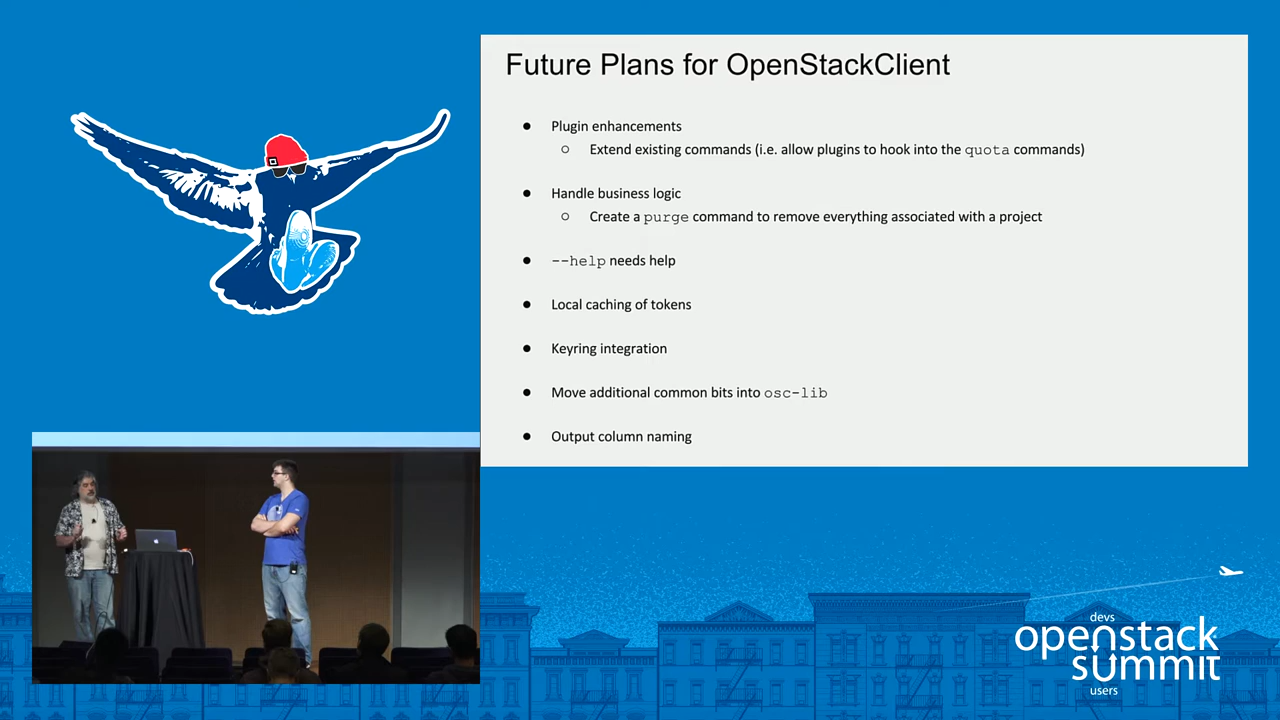 Future Plans for OpenStackClient
● Plugin enhancements
○ Extend existing commands (i.e. allow plugins to hook into the quota commands)
● Handle business logic
○ Create a purge command to remove everything associated with a project
● --help needs help
● Local caching of tokens
● Keyring integration
● Move additional common bits into osc-lib
● Output column naming
devs
openstack
summit
users